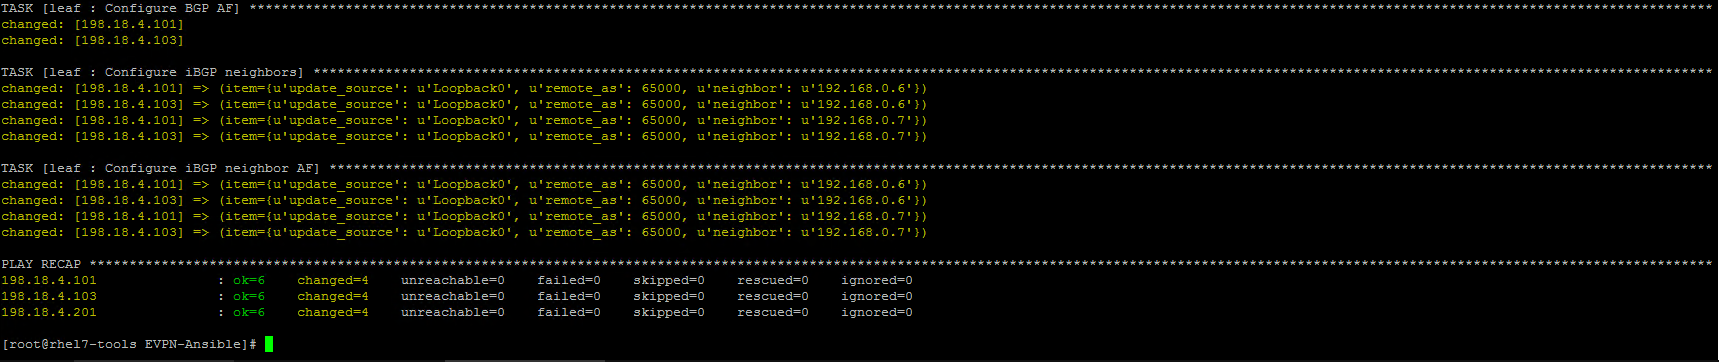 TASK [leaf : Configure BGP AF] ****************************************************************************************************************************************************************************************
changed: [198.18.4.101]
changed: [198.18.4.103]
TASK [leaf : Configure iBGP neighbors] ********************************************************************************************************************************************************************************
changed: [198.18.4.101] => (item={u'update_source': u'Loopback0', u'remote_as': 65000, u'neighbor': u'192.168.0.6'})
changed: [198.18.4.103] => (item={u'update_source': u'Loopback0', u'remote_as': 65000, u'neighbor': u'192.168.0.6'})
changed: [198.18.4.101] => (item={u'update_source': u'Loopback0', u'remote_as': 65000, u'neighbor': u'192.168.0.7'})
changed: [198.18.4.103] => (item={u'update_source': u'Loopback0', u'remote_as': 65000, u'neighbor': u'192.168.0.7'})
TASK [leaf : Configure iBGP neighbor AF] ******************************************************************************************************************************************************************************
changed: [198.18.4.101] => (item={u'update_source': u'Loopback0', u'remote_as': 65000, u'neighbor': u'192.168.0.6'})
changed: [198.18.4.103] => (item={u'update_source': u'Loopback0', u'remote_as': 65000, u'neighbor': u'192.168.0.6'})
changed: [198.18.4.101] => (item={u'update_source': u'Loopback0', u'remote_as': 65000, u'neighbor': u'192.168.0.7'})
changed: [198.18.4.103] => (item={u'update_source': u'Loopback0', u'remote_as': 65000, u'neighbor': u'192.168.0.7'})
PLAY RECAP ************************************************************************************************************************************************************************************************************
198.18.4.101               : ok=6    changed=4    unreachable=0    failed=0    skipped=0    rescued=0    ignored=0
198.18.4.103               : ok=6    changed=4    unreachable=0    failed=0    skipped=0    rescued=0    ignored=0
198.18.4.201               : ok=6    changed=4    unreachable=0    failed=0    skipped=0    rescued=0    ignored=0
[root@rhel7-tools EVPN-Ansible]#